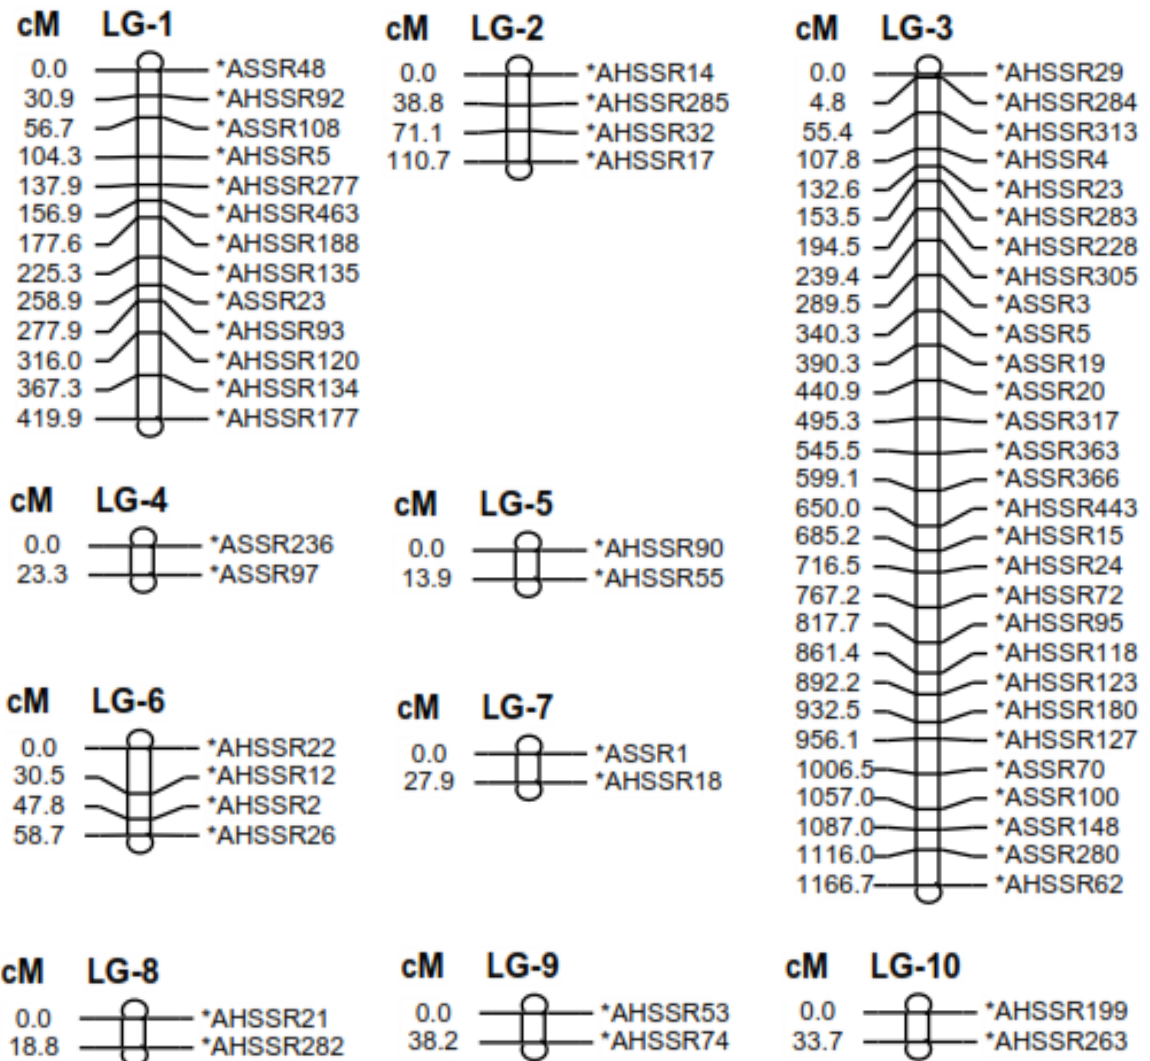 cM LG-1
0.0 *ASSR48
30.9 *AHSSR92
56.7 *ASSR108
104.3 *AHSSR5
137.9 *AHSSR277
156.9 *AHSSR463
177.6 *AHSSR188
225.3 *AHSSR135
258.9 *ASSR23
277.9 *AHSSR93
316.0 *AHSSR120
367.3 *AHSSR134
419.9 *AHSSR177
cM LG-2
0.0 *AHSSR14
38.8 *AHSSR285
71.1 *AHSSR32
110.7 *AHSSR17
cM LG-3
0.0 *AHSSR29
4.8 *AHSSR284
55.4 *AHSSR313
107.8 *AHSSR4
132.6 *AHSSR23
153.5 *AHSSR283
194.5 *AHSSR228
239.4 *AHSSR305
289.5 *ASSR3
340.3 *ASSR5
390.3 *ASSR19
440.9 *ASSR20
495.3 *ASSR317
545.5 *ASSR363
599.1 *ASSR366
650.0 *AHSSR443
685.2 *AHSSR15
716.5 *AHSSR24
767.2 *AHSSR72
817.7 *AHSSR95
861.4 *AHSSR118
892.2 *AHSSR123
932.5 *AHSSR180
956.1 *AHSSR127
1006.5 *ASSR70
1057.0 *ASSR100
1087.0 *ASSR148
1116.0 *ASSR280
1166.7 *AHSSR62
cM LG-4
0.0 *ASSR236
23.3 *ASSR97
cM LG-5
0.0 *AHSSR90
13.9 *AHSSR55
cM LG-6
0.0 *AHSSR22
30.5 *AHSSR12
47.8 *AHSSR2
58.7 *AHSSR26
cM LG-7
0.0 *ASSR1
27.9 *AHSSR18
cM LG-8
0.0 *AHSSR21
18.8 *AHSSR282
cM LG-9
0.0 *AHSSR53
38.2 *AHSSR74
cM LG-10
0.0 *AHSSR199
33.7 *AHSSR263